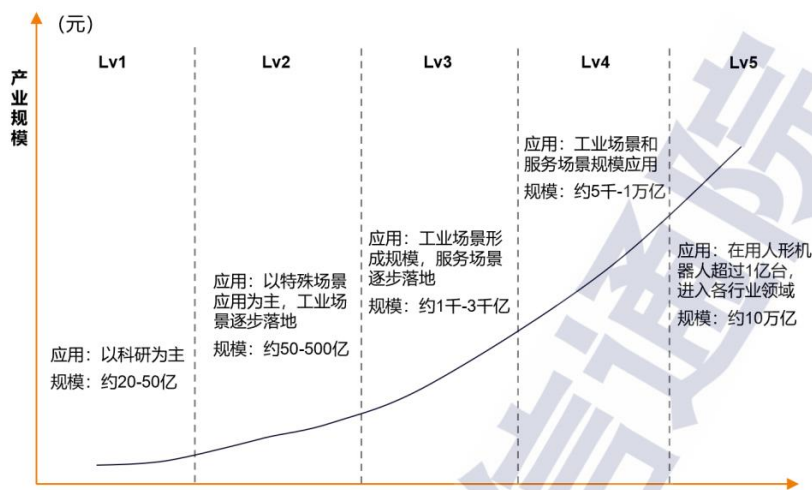 (元)
产业规模
Lv1
Lv2
Lv3
Lv4
Lv5
应用：以科研为主
规模：约20-50亿
应用：以特殊场景
应用为主，工业场
景逐步落地
规模：约50-500亿
应用：工业场景形
成规模，服务场景
逐步落地
规模：约1千-3千亿
应用：工业场景和
服务场景规模应用
规模：约5千-1万亿
应用：在用人形机
器人超过1亿台，
进入各行业领域
规模：约10万亿
信通院